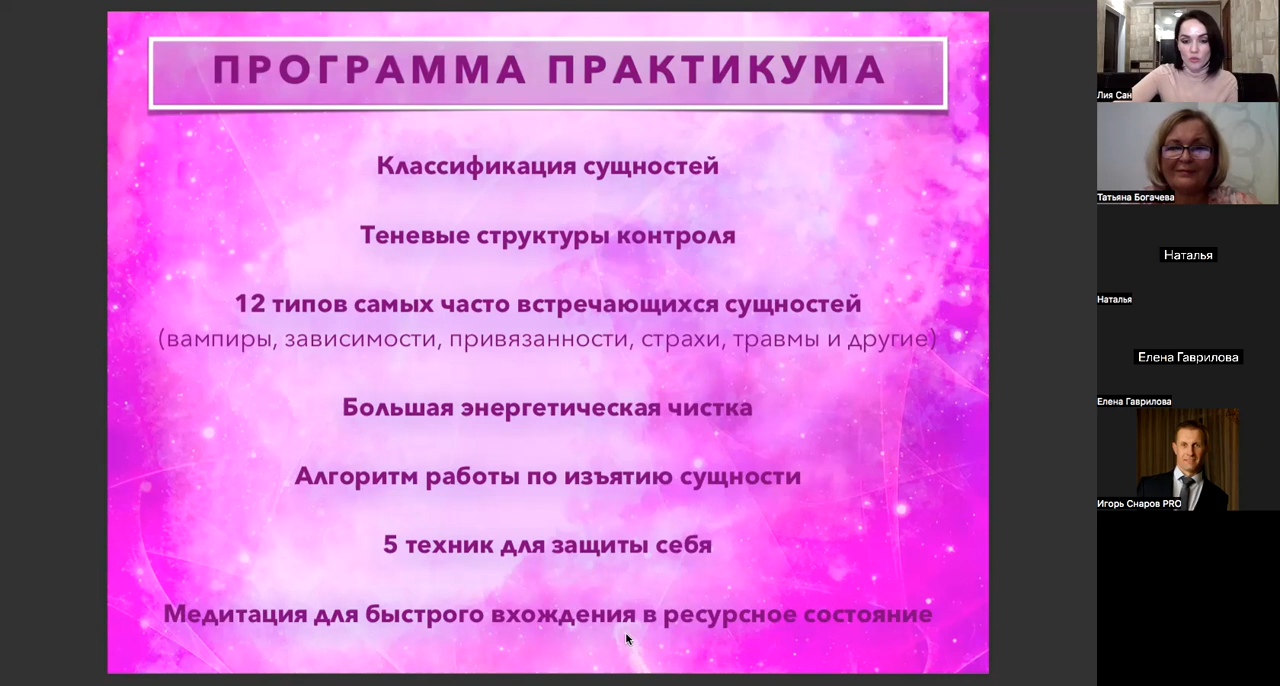 ПРОГРАММА ПРАКТИКУМА
Классификация сущностей
Теневые структуры контроля
12 типов самых часто встречающихся сущностей
(вампиры, зависимости, привязанности, страхи, травмы и другие)
Большая энергетическая чистка
Алгоритм работы по изъятию сущности
5 техник для защиты себя
Медитация для быстрого вхождения в ресурсное состояние
Лия Сан
Татьяна Богачева
Наталья
Наталья
Елена Гаврилова
Елена Гаврилова
Игорь Снаров PRO